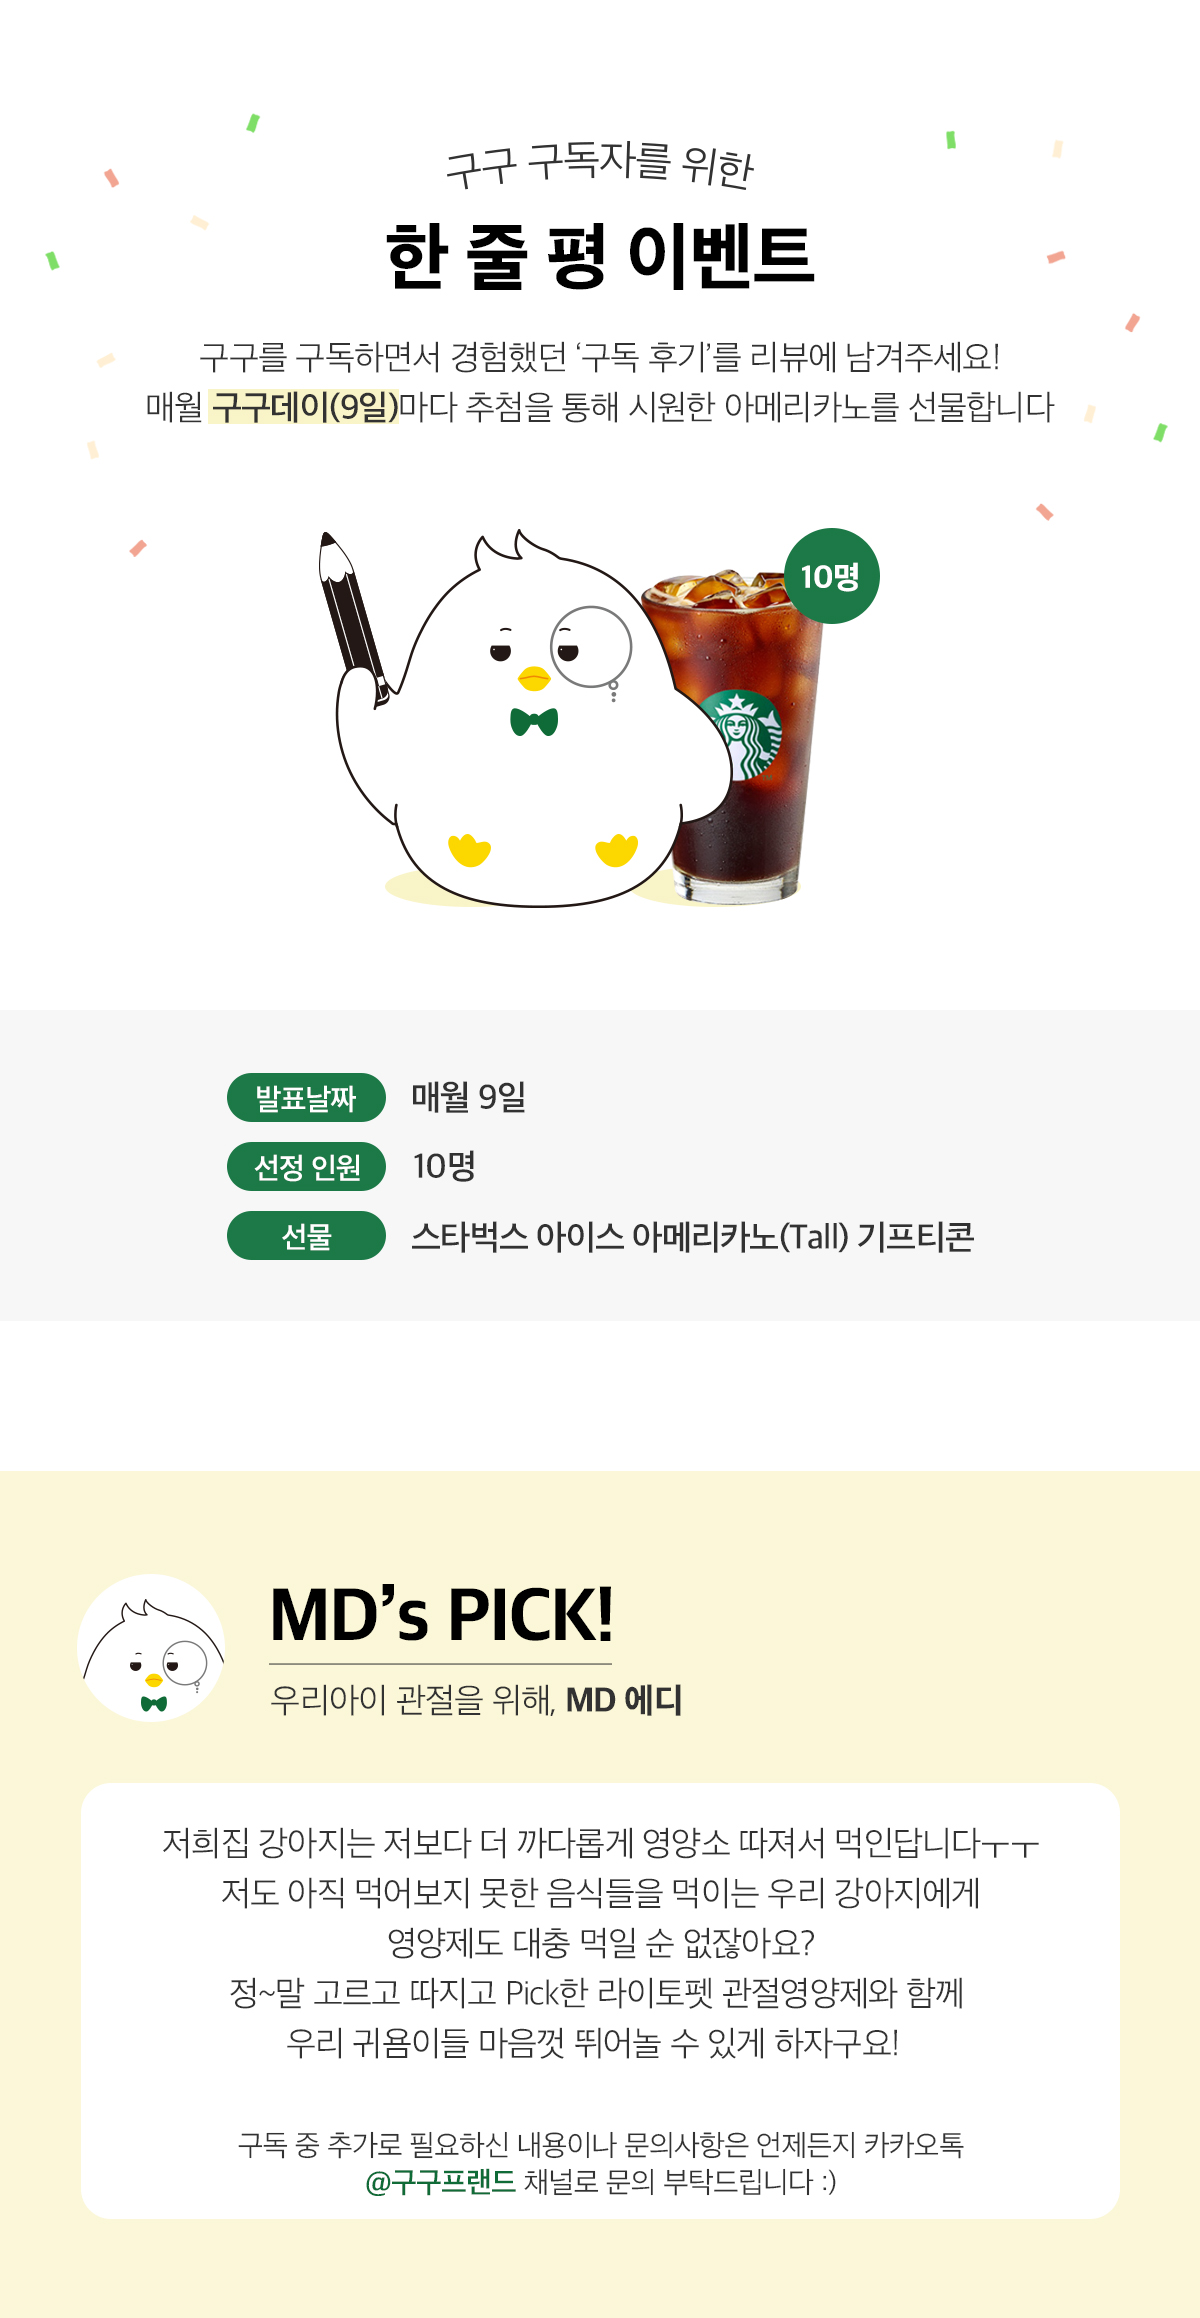 구구 구독자를 위한
한 줄 평 이벤트
구구를 구독하면서 경험했던 ‘구독 후기’를 리뷰에 남겨주세요!
매월 구구데이(9일)마다 추첨을 통해 시원한 아메리카노를 선물합니다
10명
발표날짜 매월 9일
선정 인원 10명
선물 스타벅스 아이스 아메리카노(Tall) 기프티콘
MD’s PICK!
우리아이 관절을 위해, MD 에디
저희집 강아지는 저보다 더 까다롭게 영양소 따져서 먹인답니다ㅜㅜ
저도 아직 먹어보지 못한 음식들을 먹이는 우리 강아지에게
영양제도 대충 먹일 순 없잖아요?
정~말 고르고 따지고 Pick한 라이토펫 관절영양제와 함께
우리 귀욤이들 마음껏 뛰어놀 수 있게 하자구요!
구독 중 추가로 필요하신 내용이나 문의사항은 언제든지 카카오톡
@구구프랜드 채널로 문의 부탁드립니다 :)